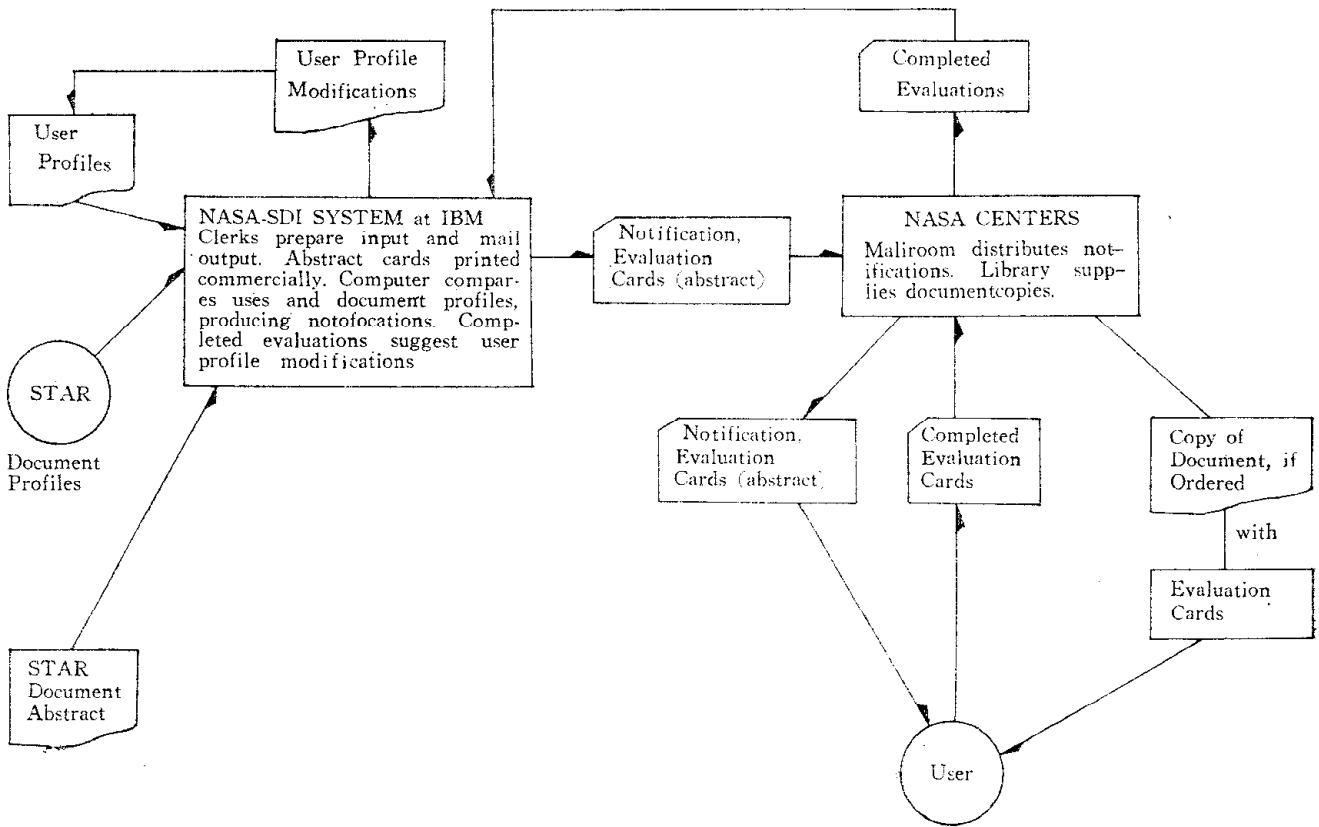 User Profile
Modifications
Completed
Evaluations
User
Profiles
NASA-SDI SYSTEM at IBM
Clerks prepare input and mail
output. Abstract cards printed
commercially. Computer compar-
es uses and document profiles,
producing notofocations. Comp-
leted evaluations suggest user
profile modifications
Notification,
Evaluation
Cards (abstract)
NASA CENTERS
Maliroom distributes not-
ifications. Library supp-
lies documentcopies.
STAR
Document
Profiles
Notification,
Evaluation
Cards (abstract)
Completed
Evaluation
Cards
Copy of
Document, if
Ordered
with
Evaluation
Cards
STAR
Document
Abstract
User